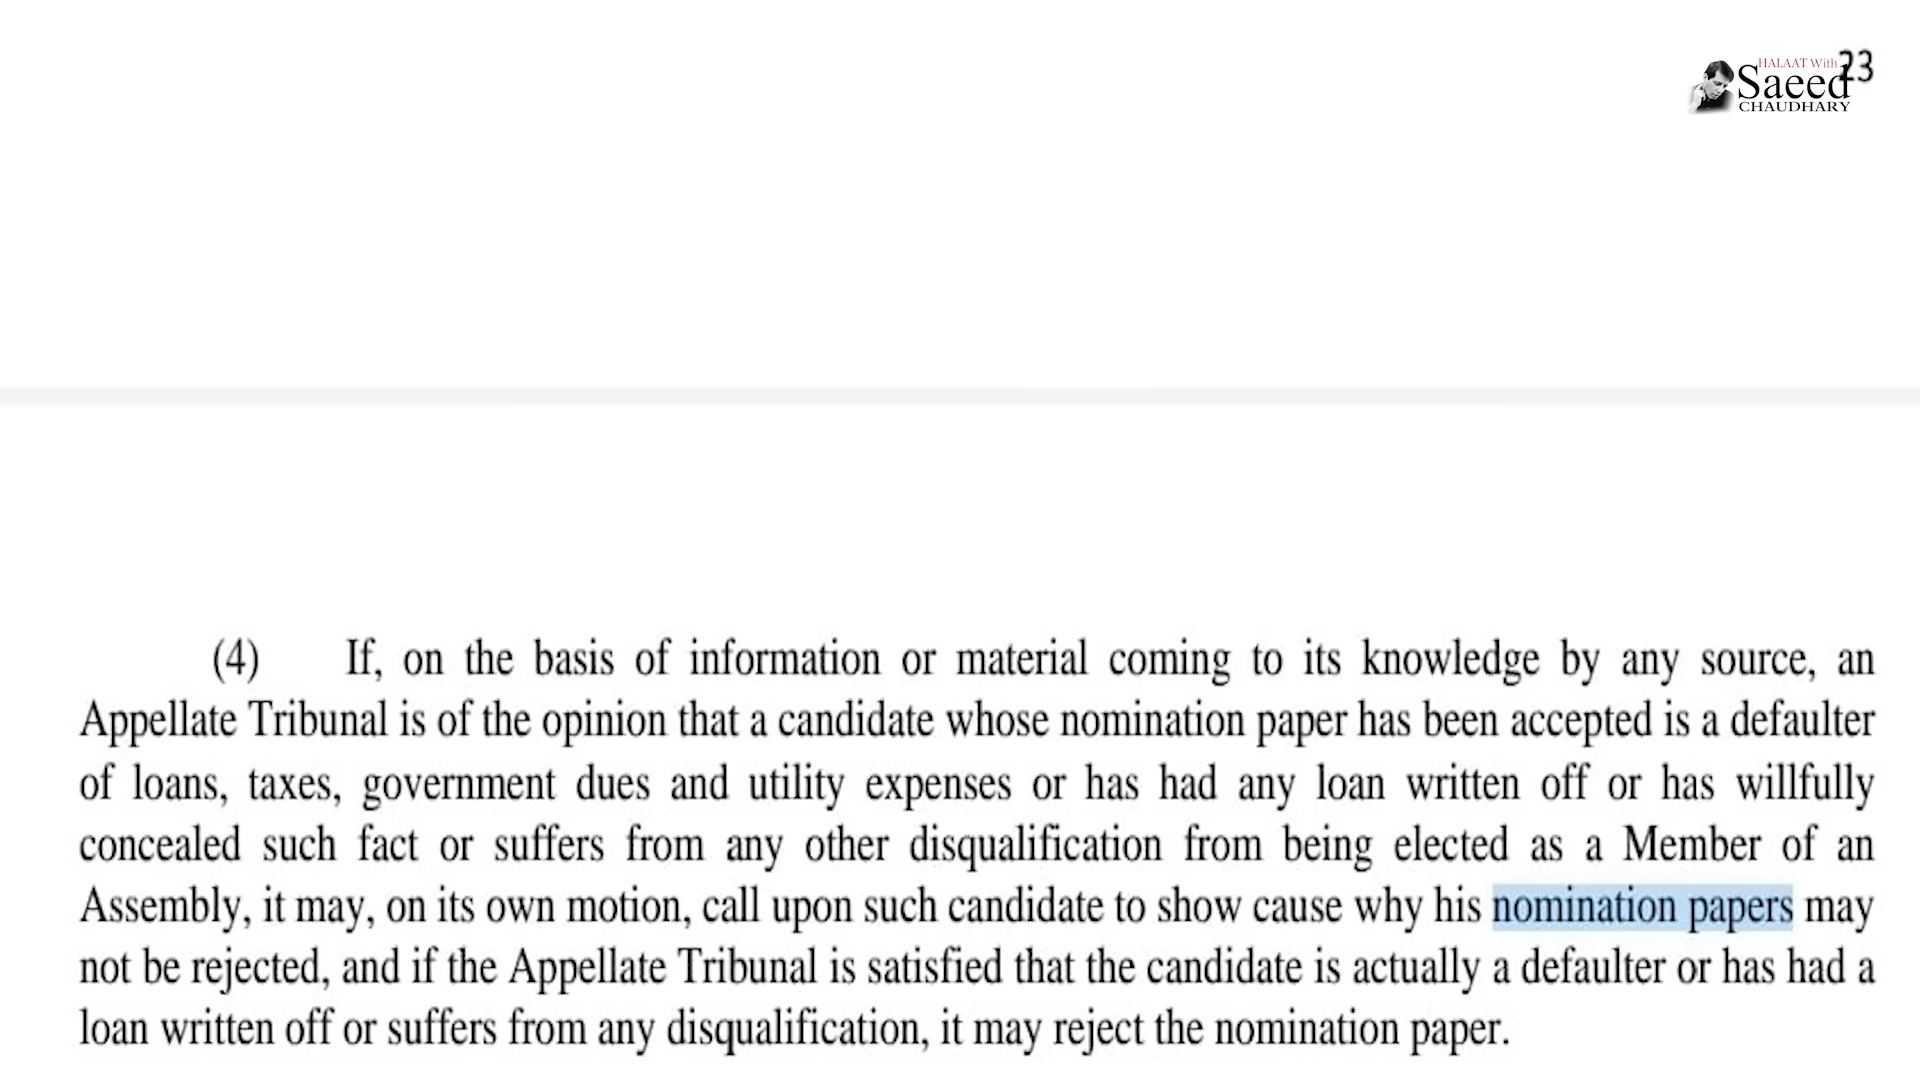 HALAAT With
23
Saeed
CHAUDHARY
(4) If, on the basis of information or material coming to its knowledge by any source, an
Appellate Tribunal is of the opinion that a candidate whose nomination paper has been accepted is a defaulter
of loans, taxes, government dues and utility expenses or has had any loan written off or has willfully
concealed such fact or suffers from any other disqualification from being elected as a Member of an
Assembly, it may, on its own motion, call upon such candidate to show cause why his nomination papers may
not be rejected, and if the Appellate Tribunal is satisfied that the candidate is actually a defaulter or has had a
loan written off or suffers from any disqualification, it may reject the nomination paper.